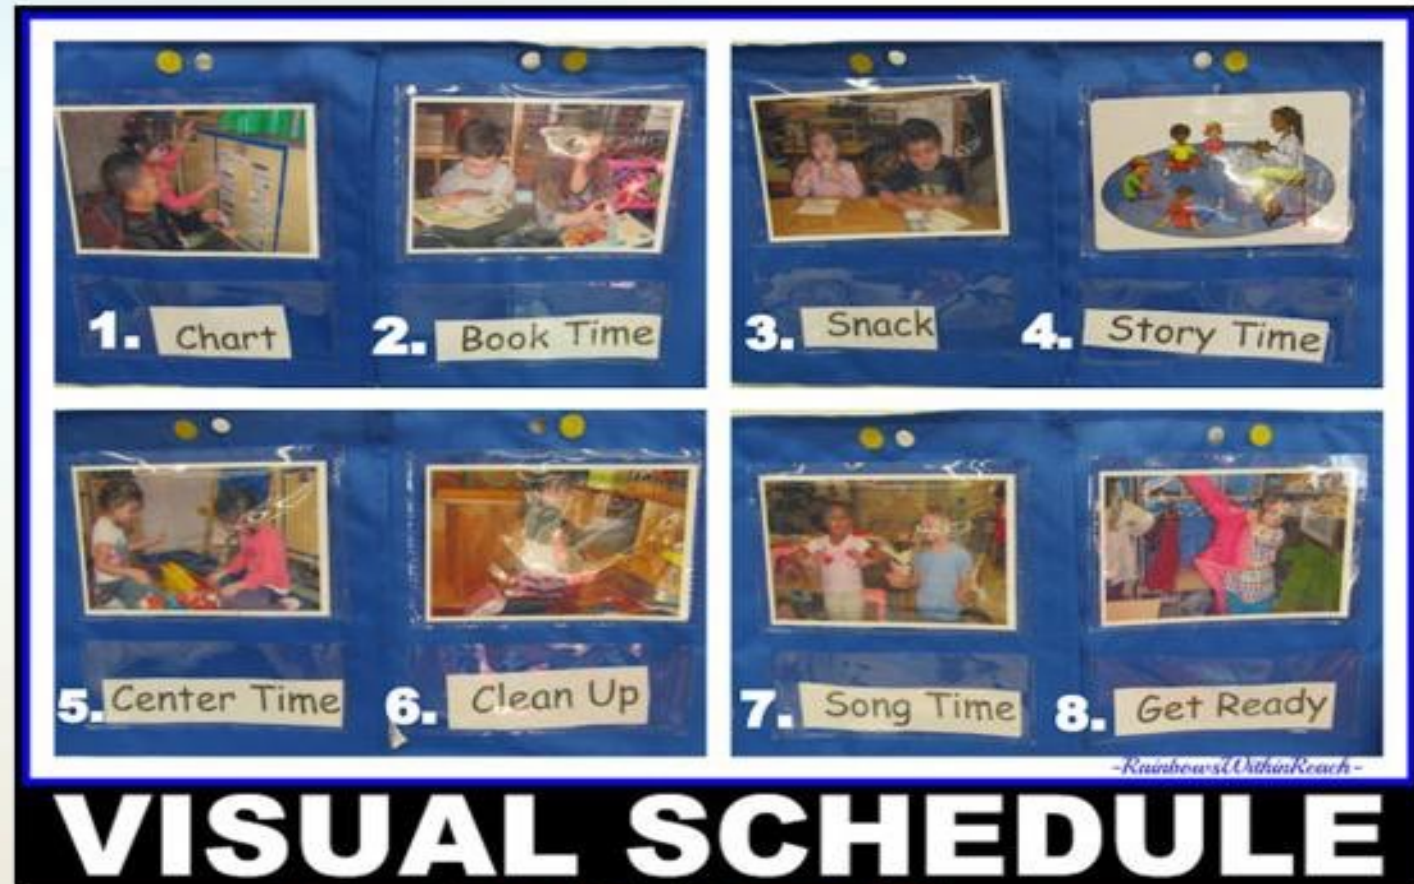 1. Chart
2. Book Time
3. Snack
4. Story Time
5. Center Time
6. Clean Up
7. Song Time
8. Get Ready
-RainbowsWithinReach-
VISUAL SCHEDULE